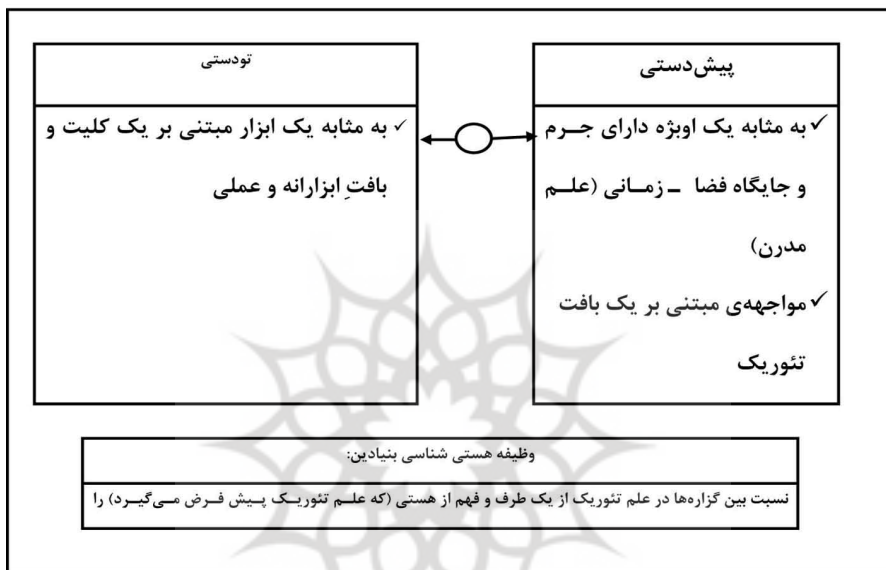 پیش‌دستی
✓ به مثابه یک اوبژه دارای جرم
و جایگاه فضا – زمانی (علم
مدرن)
✓ مواجهه‌ی مبتنی بر یک بافت
تئوریک
تودستی
✓ به مثابه یک ابزار مبتنی بر یک کلیت و
بافتِ ابزارانه و عملی
وظیفه هستی شناسی بنیادین:
نسبت بین گزاره‌ها در علم تئوریک از یک طرف و فهم از هستی (که علم تئوریک پیش فرض می‌گیرد) را